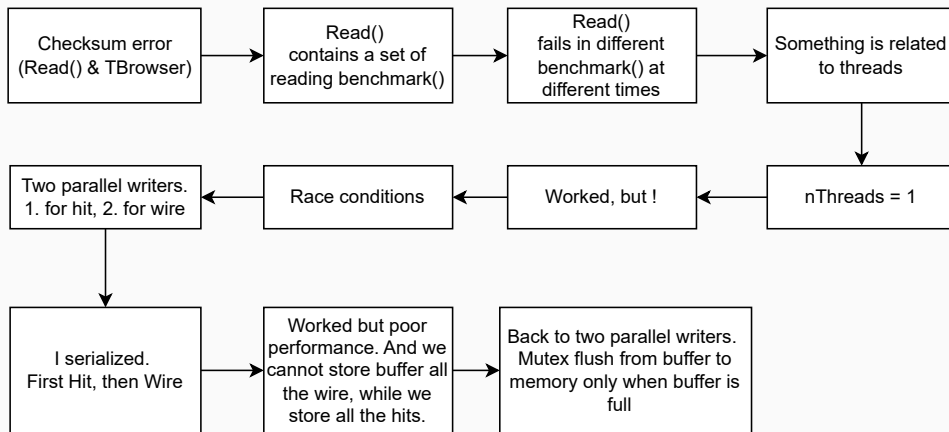 Checksum error
(Read() & TBrowser)
Read()
contains a set of
reading benchmark()
Read()
fails in different
benchmark() at
different times
Something is related
to threads
nThreads = 1
Worked, but !
Race conditions
Two parallel writers.
1. for hit, 2. for wire
I serialized.
First Hit, then Wire
Worked but poor
performance. And we
cannot store buffer all
the wire, while we
store all the hits.
Back to two parallel writers.
Mutex flush from buffer to
memory only when buffer is
full